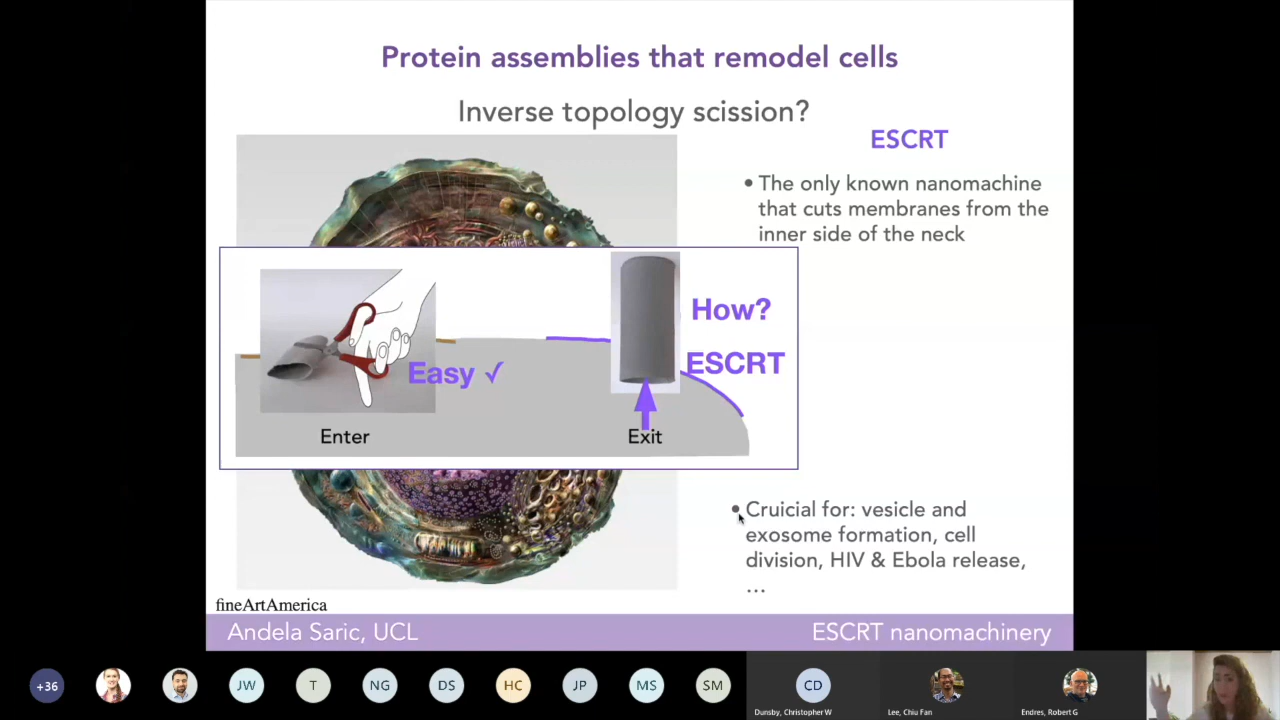 Protein assemblies that remodel cells
Inverse topology scission?
ESCRT
• The only known nanomachine
that cuts membranes from the
inner side of the neck
How?
ESCRT
Easy ✓
Enter
Exit
• Cruicial for: vesicle and
exosome formation, cell
division, HIV & Ebola release,
...
fineArtAmerica
Andela Saric, UCL
ESCRT nanomachinery
+36
JW
T
NG
DS
HC
JP
MS
SM
CD
Dunsby, Christopher W
Lee, Chiu Fan
Endres, Robert G